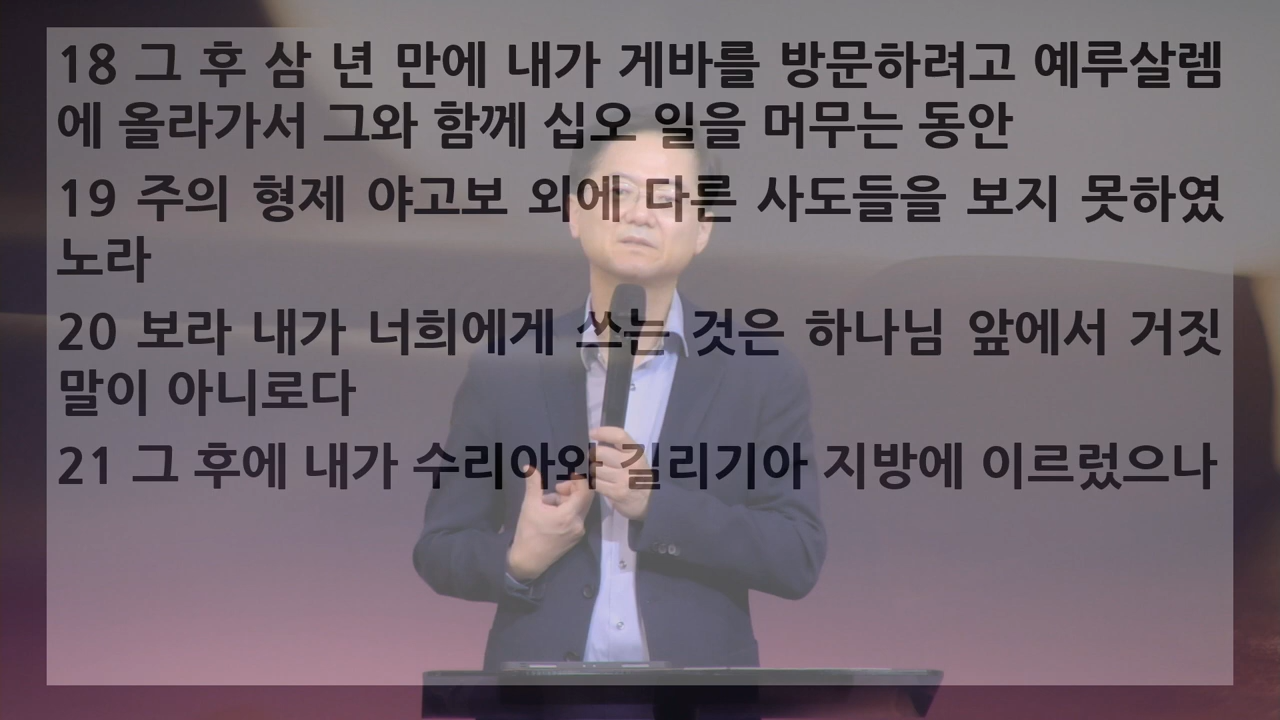 18 그 후 삼 년 만에 내가 게바를 방문하려고 예루살렘
에 올라가서 그와 함께 십오 일을 머무는 동안
19 주의 형제 야고보 외에 다른 사도들을 보지 못하였
노라
20 보라 내가 너희에게 쓰는 것은 하나님 앞에서 거짓
말이 아니로다
21 그 후에 내가 수리아와 길리기아 지방에 이르렀으나